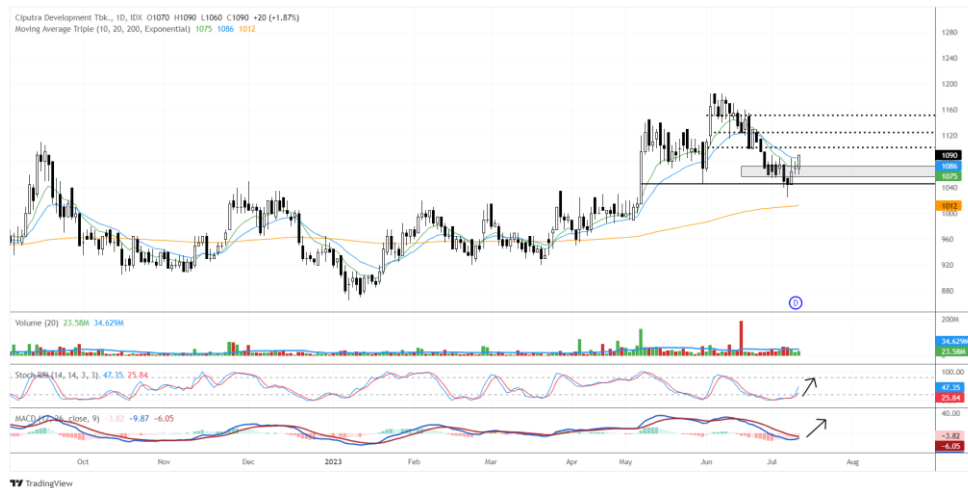 Ciputra Development Tbk., 1D, IDX O1070 H1090 L1060 C1090 +20 (+1.87%)
Moving Average Triple (10, 20, 200, Exponential) 1075 1086 1012
1280
1240
1200
1160
1120
1090
1086
1075
1040
1012
960
920
880
D
Volume (20) 23.58M 34.629M
200M
34.629M
23.58M
Stoch RSI (14, 14, 3, 3) 47.35 25.84
100.00
47.35
25.84
MACD (12, 26, close, 9) -3.82 -9.87 -6.05
40.00
-3.82
-6.05
Oct Nov Dec 2023 Feb Mar Apr May Jun Jul Aug
TradingView